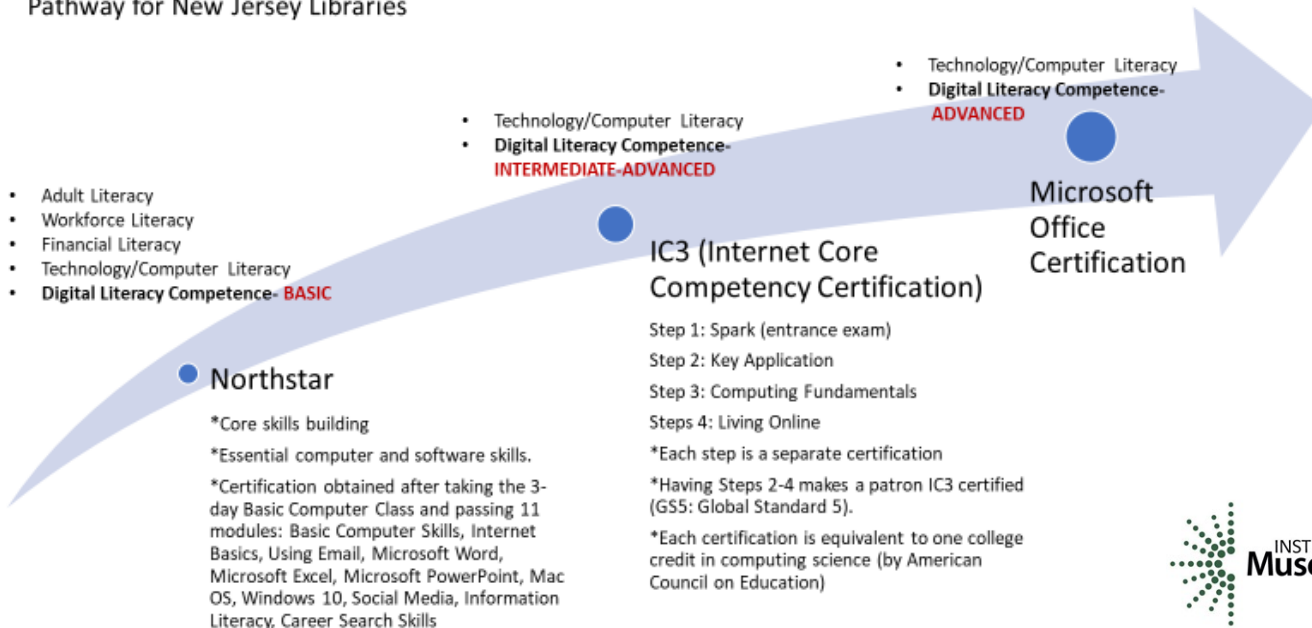 Pathway for New Jersey Libraries
• Adult Literacy
• Workforce Literacy
• Financial Literacy
• Technology/Computer Literacy
• Digital Literacy Competence- BASIC
Northstar
*Core skills building
*Essential computer and software skills.
*Certification obtained after taking the 3-
day Basic Computer Class and passing 11
modules: Basic Computer Skills, Internet
Basics, Using Email, Microsoft Word,
Microsoft Excel, Microsoft PowerPoint, Mac
OS, Windows 10, Social Media, Information
Literacy, Career Search Skills
• Technology/Computer Literacy
• Digital Literacy Competence-
INTERMEDIATE-ADVANCED
IC3 (Internet Core
Competency Certification)
Step 1: Spark (entrance exam)
Step 2: Key Application
Step 3: Computing Fundamentals
Steps 4: Living Online
*Each step is a separate certification
*Having Steps 2-4 makes a patron IC3 certified
(GS5: Global Standard 5).
*Each certification is equivalent to one college
credit in computing science (by American
Council on Education)
• Technology/Computer Literacy
• Digital Literacy Competence-
ADVANCED
Microsoft
Office
Certification